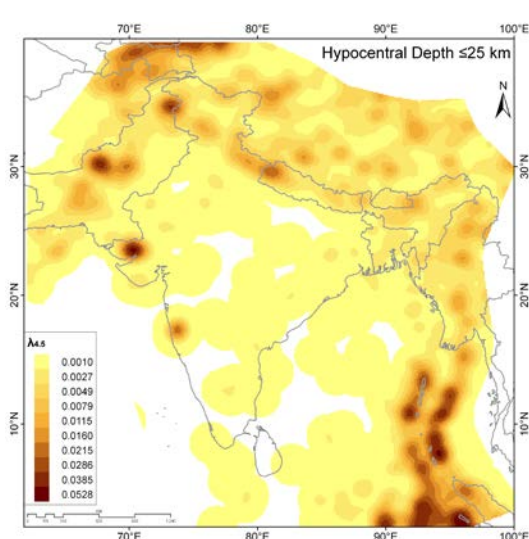 70°E 80°E 90°E 100°E
Hypocentral Depth ≤25 km
N
30°N 30°N
20°N 20°N
10°N 10°N
λ4.5
0.0010
0.0027
0.0049
0.0079
0.0115
0.0160
0.0215
0.0286
0.0385
0.0528
70°E 80°E 90°E 100°E